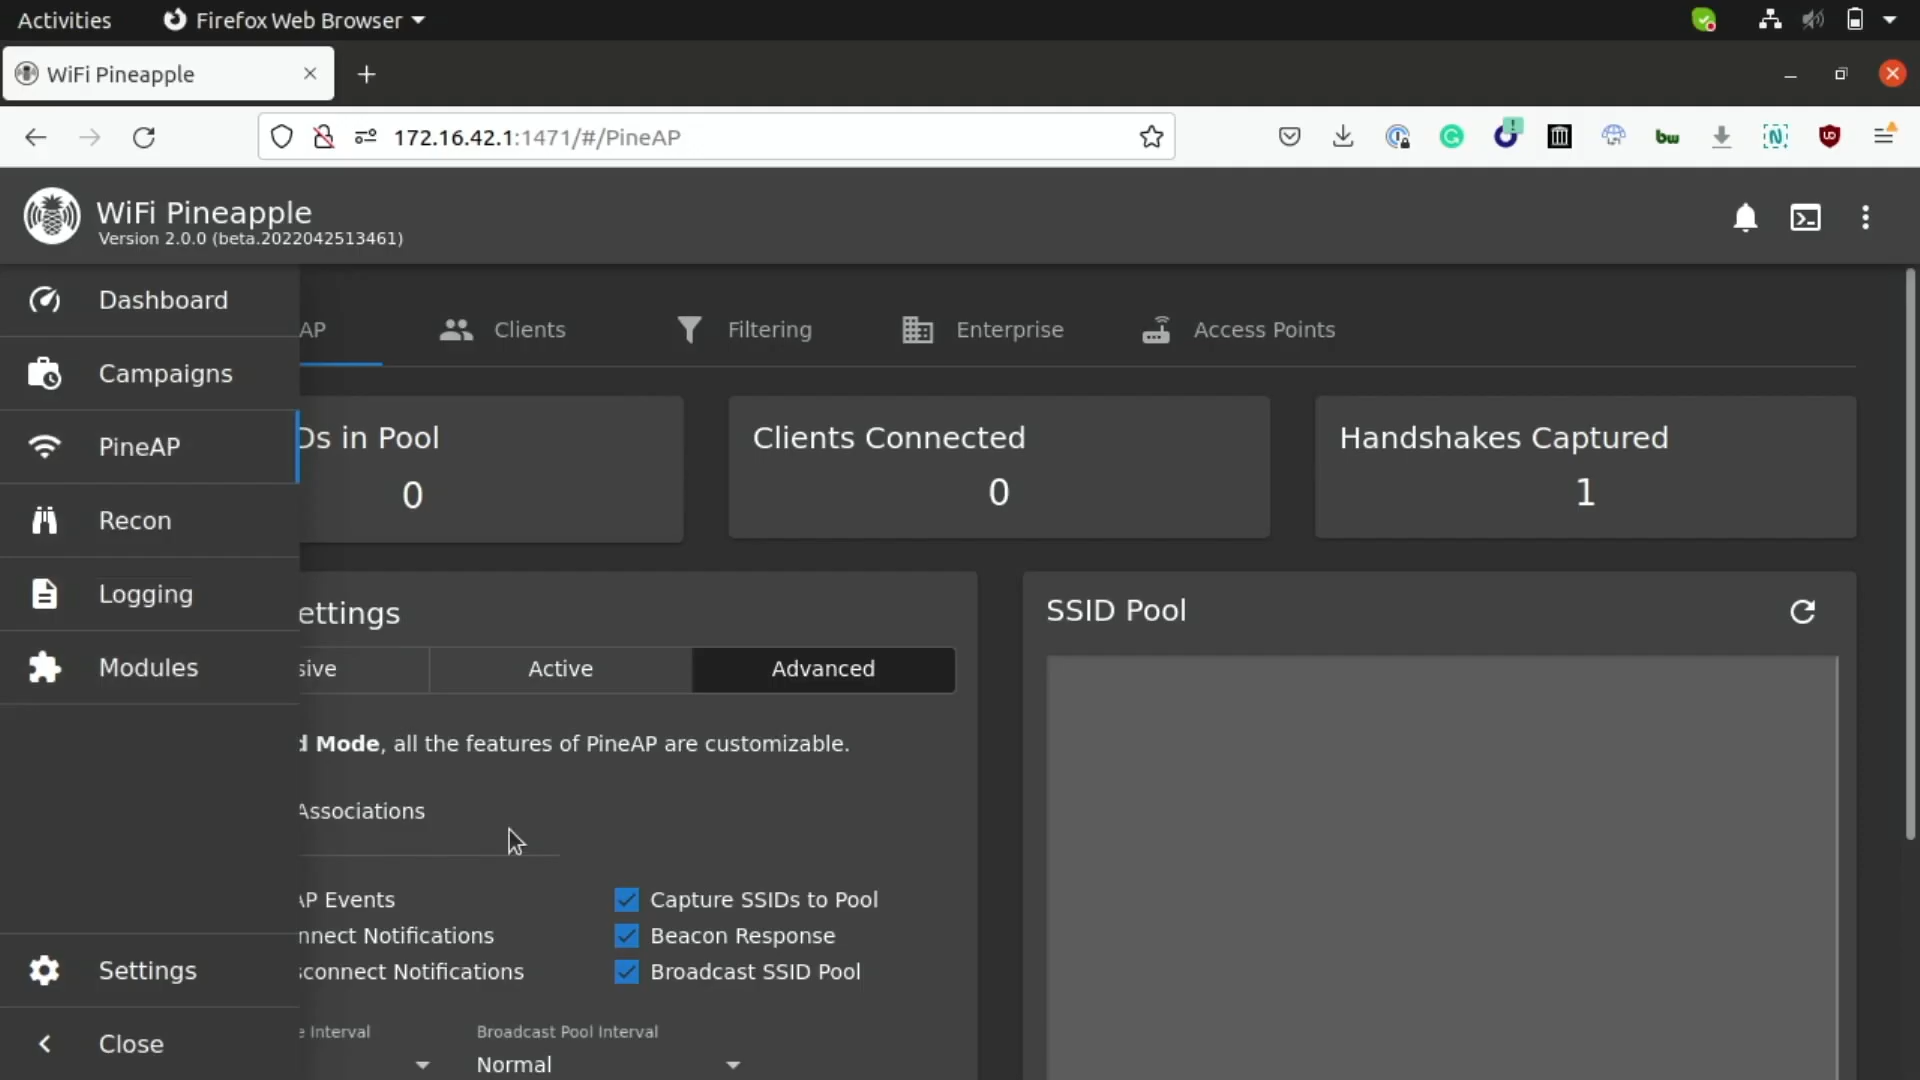 Activities
Firefox Web Browser
WiFi Pineapple
172.16.42.1:1471/#/PineAP
WiFi Pineapple
Version 2.0.0 (beta.2022042513461)
Dashboard
Campaigns
PineAP
Recon
Logging
Modules
Settings
Close
AP
Clients
Filtering
Enterprise
Access Points
Ds in Pool
0
Clients Connected
0
Handshakes Captured
1
ettings
sive
Active
Advanced
d Mode, all the features of PineAP are customizable.
Associations
AP Events
nnect Notifications
sconnect Notifications
Capture SSIDs to Pool
Beacon Response
Broadcast SSID Pool
e Interval
Broadcast Pool Interval
Normal
SSID Pool